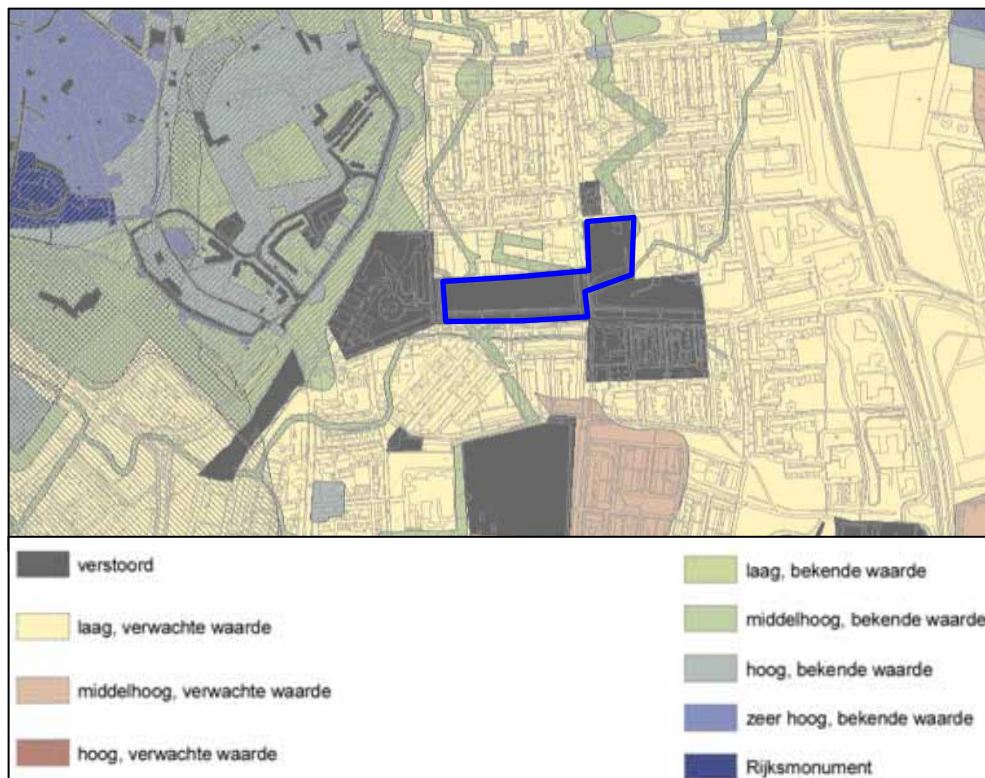 verstoord
laag, verwachte waarde
middelhoog, verwachte waarde
hoog, verwachte waarde
laag, bekende waarde
middelhoog, bekende waarde
hoog, bekende waarde
zeer hoog, bekende waarde
Rijksmonument